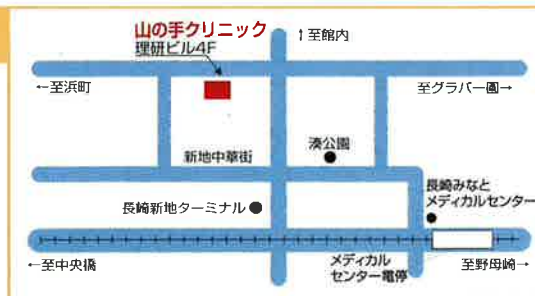 山の手クリニック
理研ビル4F
↑至館内
←至浜町
至グラバー園→
新地中華街
湊公園
長崎みなと
メディカルセンター
長崎新地ターミナル
←至中央橋
メディカル
センター電停
至野母崎→